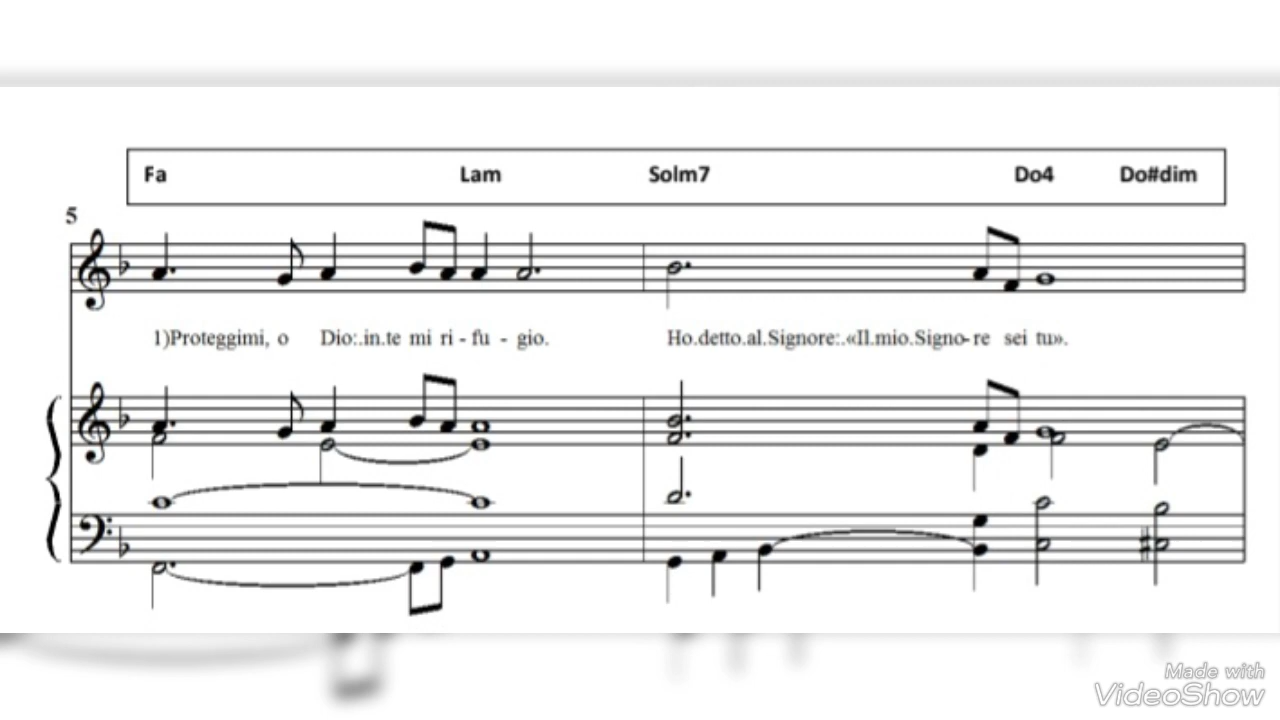 Fa Lam Solm7 Do4 Do#dim
5
1)Proteggimi, o Dio:.in.te mi ri - fu - gio. Ho.detto.al.Signore:.«Il.mio.Signo-re sei tu».
Made with
VideoShow